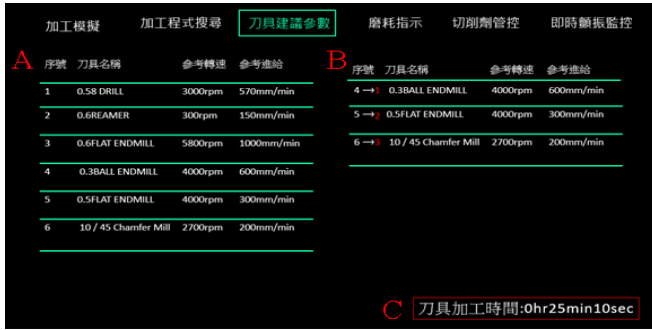 加工模擬 加工程式搜尋 刀具建議參數 磨耗指示 切削劑管控 即時顫振監控
A 序號 刀具名稱 參考轉速 參考進給
1 0.58 DRILL 3000rpm 570mm/min
2 0.6REAMER 300rpm 150mm/min
3 0.6FLAT ENDMILL 5800rpm 1000mm/min
4 0.3BALL ENDMILL 4000rpm 600mm/min
5 0.5FLAT ENDMILL 4000rpm 300mm/min
6 10 / 45 Chamfer Mill 2700rpm 200mm/min
B 序號 刀具名稱 參考轉速 參考進給
4→1 0.3BALL ENDMILL 4000rpm 600mm/min
5→2 0.5FLAT ENDMILL 4000rpm 300mm/min
6→3 10 / 45 Chamfer Mill 2700rpm 200mm/min
C 刀具加工時間:0hr25min10sec